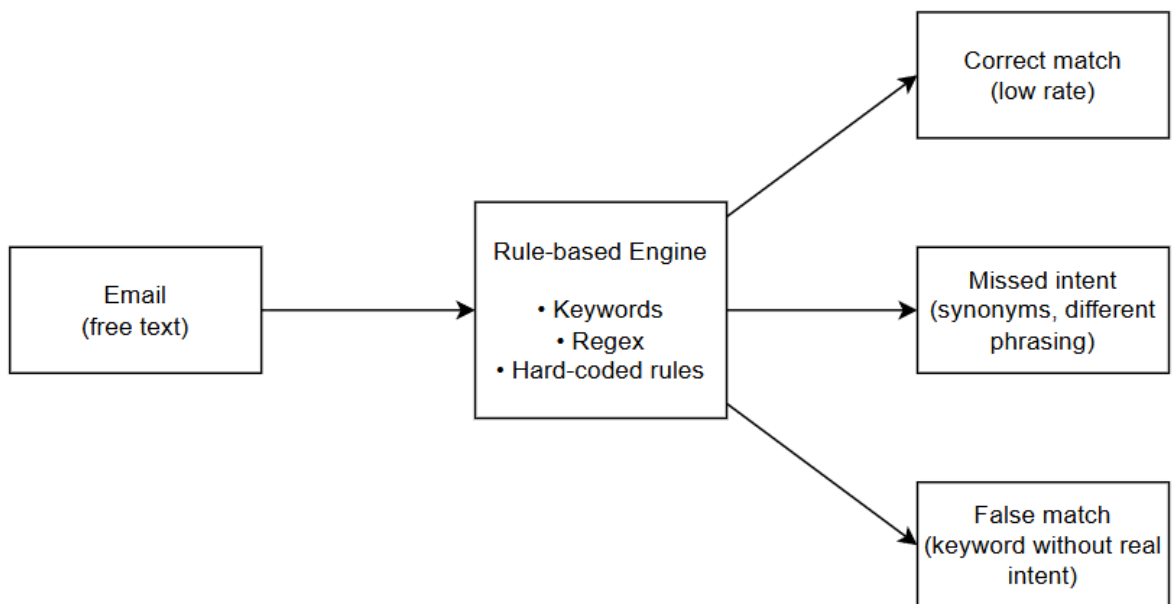 Email
(free text)
Rule-based Engine
• Keywords
• Regex
• Hard-coded rules
Correct match
(low rate)
Missed intent
(synonyms, different
phrasing)
False match
(keyword without real
intent)